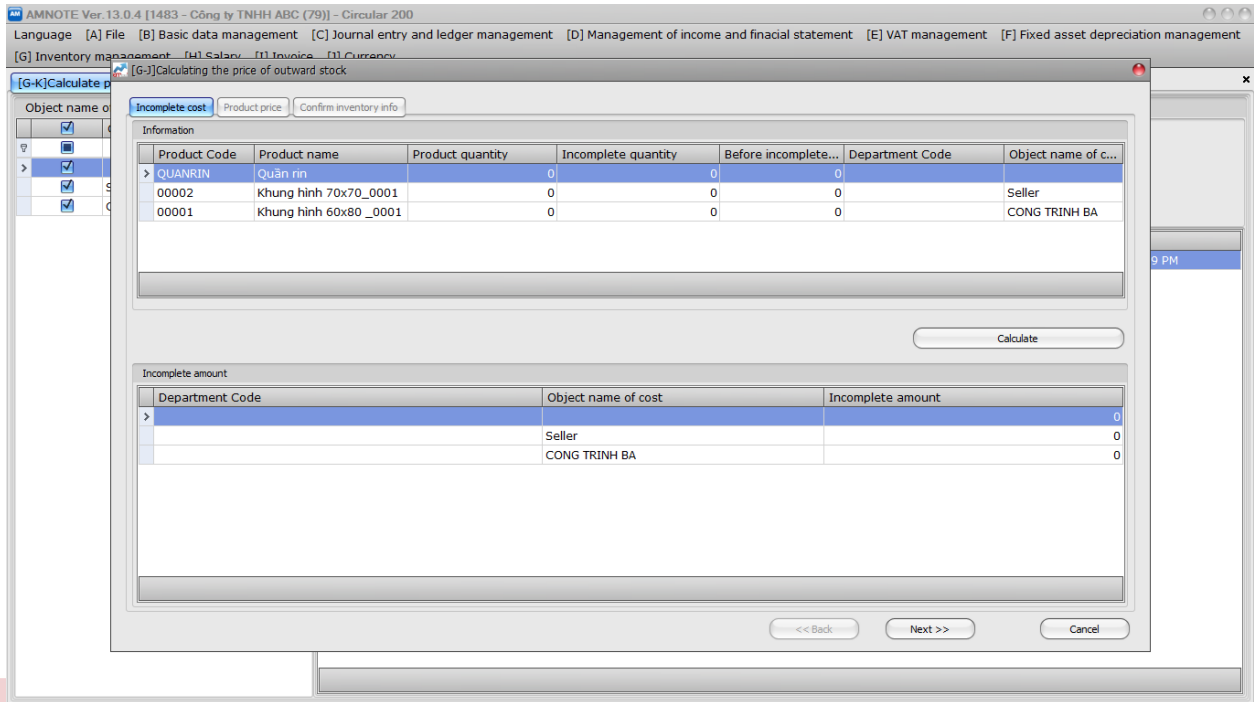 AMNOTE Ver.13.0.4 [1483 - Công ty TNHH ABC (79)] - Circular 200
Language [A] File [B] Basic data management [C] Journal entry and ledger management [D] Management of income and finacial statement [E] VAT management [F] Fixed asset depreciation management
[G] Inventory management [H] Salary [I] Invoice [J] Currency
[G-K]Calculate p
[G-J]Calculating the price of outward stock
Object name o
Incomplete cost Product price Confirm inventory info
Information
Product Code Product name Product quantity Incomplete quantity Before incomplete... Department Code Object name of c...
QUANRIN Quần rin 0 0 0
00002 Khung hình 70x70_0001 0 0 0 Seller
00001 Khung hình 60x80 _0001 0 0 0 CONG TRINH BA
9 PM
Calculate
Incomplete amount
Department Code Object name of cost Incomplete amount
0
Seller 0
CONG TRINH BA 0
<< Back Next >> Cancel